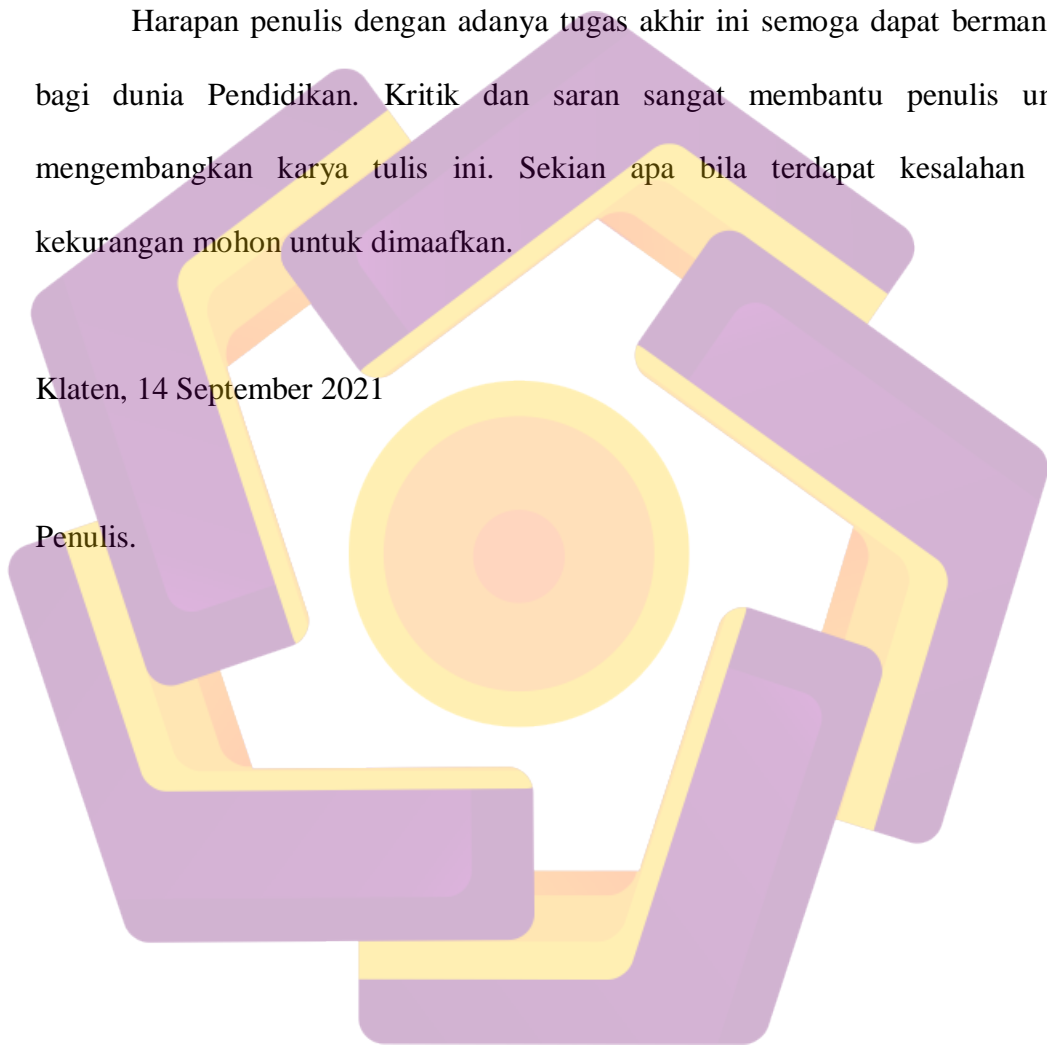 Harapan penulis dengan adanya tugas akhir ini semoga dapat berman
bagi dunia Pendidikan. Kritik dan saran sangat membantu penulis un
mengembangkan karya tulis ini. Sekian apa bila terdapat kesalahan
kekurangan mohon untuk dimaafkan.
Klaten, 14 September 2021
Penulis.